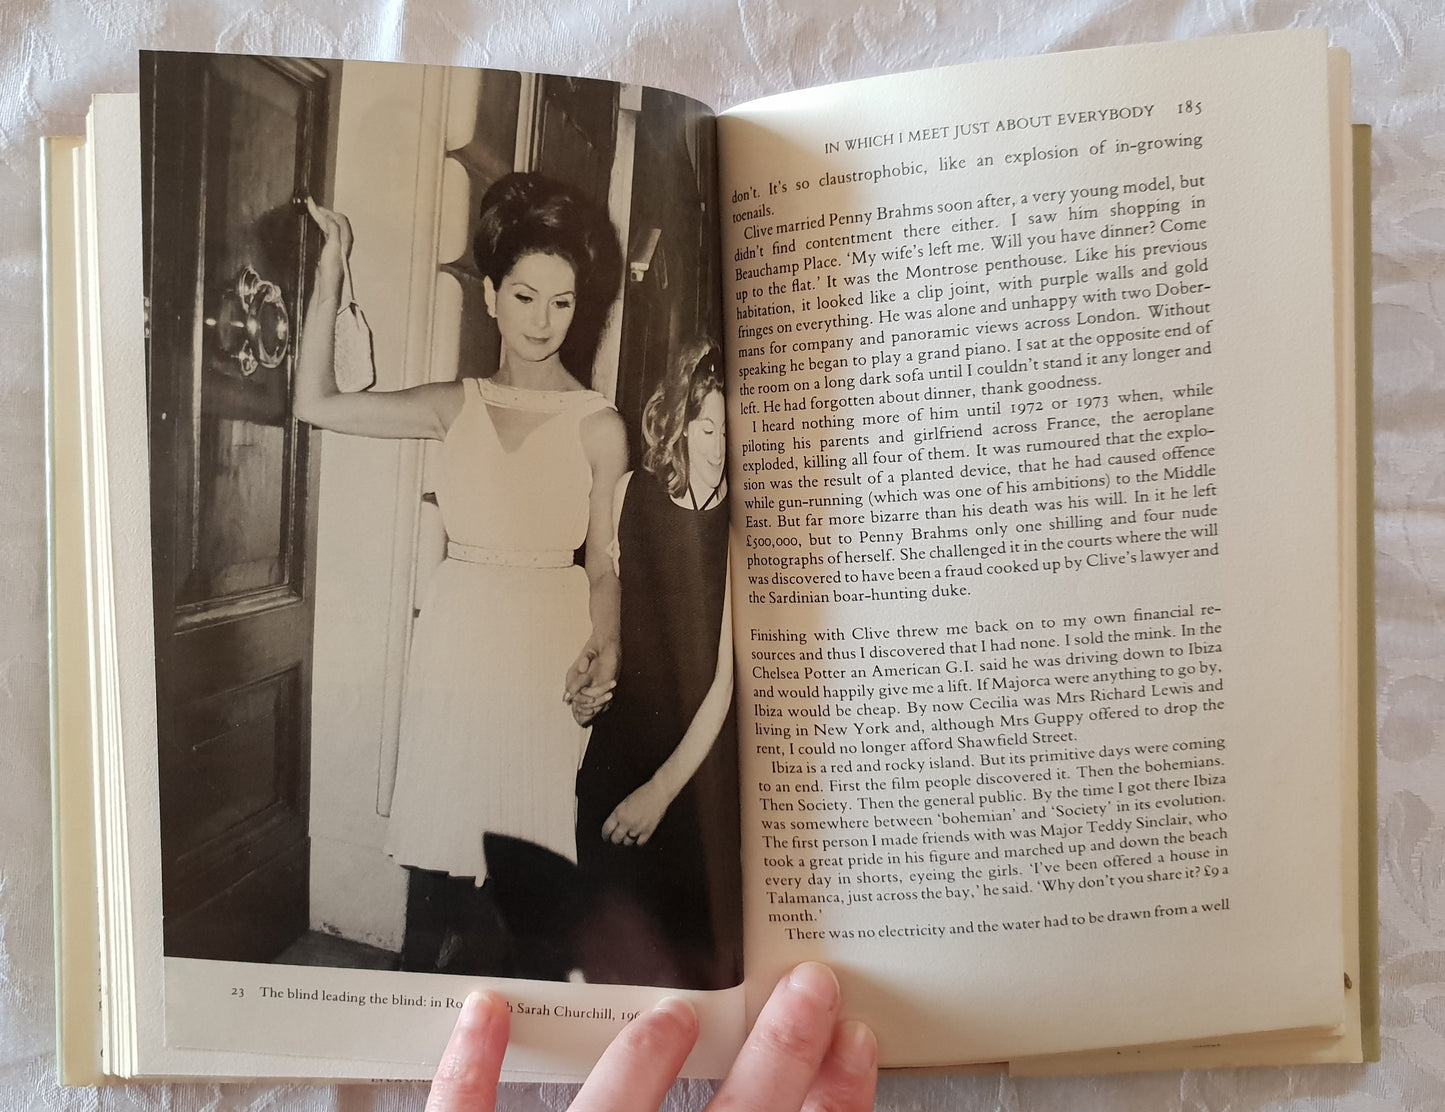 23 The blind leading the blind: in Ro h Sarah Churchill, 196
IN WHICH I MEET JUST ABOUT EVERYBODY 185
don't. It's so claustrophobic, like an explosion of in-growing
toenails.
Clive married Penny Brahms soon after, a very young model, but
didn't find contentment there either. I saw him shopping in
Beauchamp Place. 'My wife's left me. Will you have dinner? Come
up to the flat.' It was the Montrose penthouse. Like his previous
habitation, it looked like a clip joint, with purple walls and gold
fringes on everything. He was alone and unhappy with two Dober-
mans for company and panoramic views across London. Without
speaking he began to play a grand piano. I sat at the opposite end of
the room on a long dark sofa until I couldn't stand it any longer and
left. He had forgotten about dinner, thank goodness.
I heard nothing more of him until 1972 or 1973 when, while
piloting his parents and girlfriend across France, the aeroplane
exploded, killing all four of them. It was rumoured that the explo-
sion was the result of a planted device, that he had caused offence
while gun-running (which was one of his ambitions) to the Middle
East. But far more bizarre than his death was his will. In it he left
£500,000, but to Penny Brahms only one shilling and four nude
photographs of herself. She challenged it in the courts where the will
was discovered to have been a fraud cooked up by Clive's lawyer and
the Sardinian boar-hunting duke.
Finishing with Clive threw me back on to my own financial re-
sources and thus I discovered that I had none. I sold the mink. In the
Chelsea Potter an American G.I. said he was driving down to Ibiza
and would happily give me a lift. If Majorca were anything to go by,
Ibiza would be cheap. By now Cecilia was Mrs Richard Lewis and
living in New York and, although Mrs Guppy offered to drop the
rent, I could no longer afford Shawfield Street.
Ibiza is a red and rocky island. But its primitive days were coming
to an end. First the film people discovered it. Then the bohemians.
Then Society. Then the general public. By the time I got there Ibiza
was somewhere between 'bohemian' and 'Society' in its evolution.
The first person I made friends with was Major Teddy Sinclair, who
took a great pride in his figure and marched up and down the beach
every day in shorts, eyeing the girls. 'I've been offered a house in
Talamanca, just across the bay,' he said. 'Why don't you share it? £9 a
month.'
There was no electricity and the water had to be drawn from a well